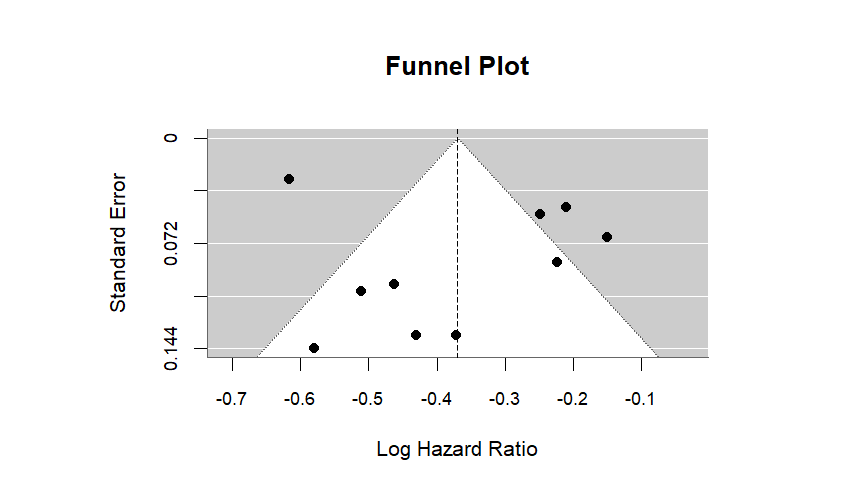 Funnel Plot
Standard Error
0
0.072
0.144
-0.7 -0.6 -0.5 -0.4 -0.3 -0.2 -0.1
Log Hazard Ratio